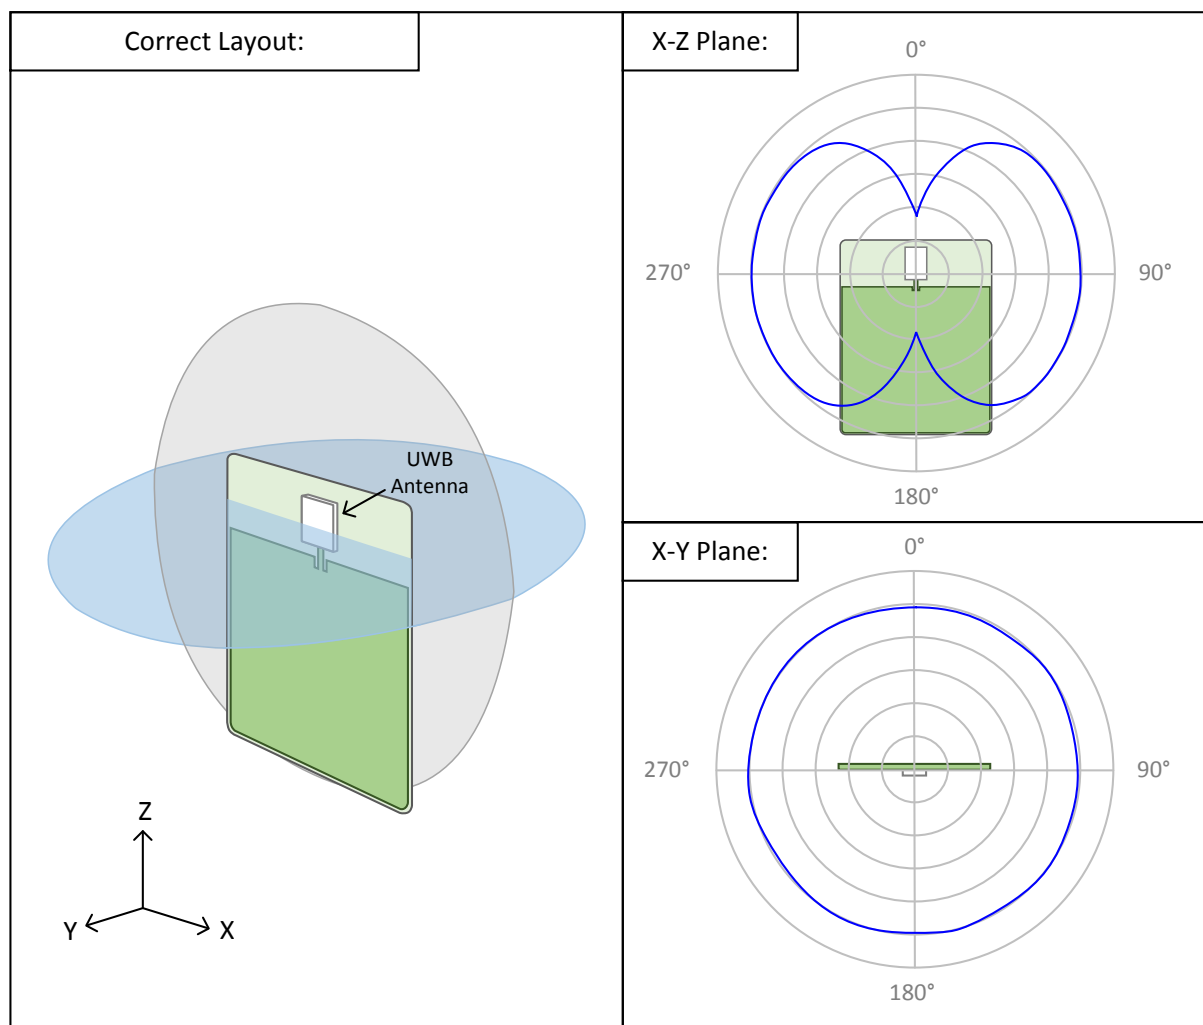 Correct Layout:
UWB
Antenna
Z
Y
X
X-Z Plane:
0°
270°
90°
180°
X-Y Plane:
0°
270°
90°
180°